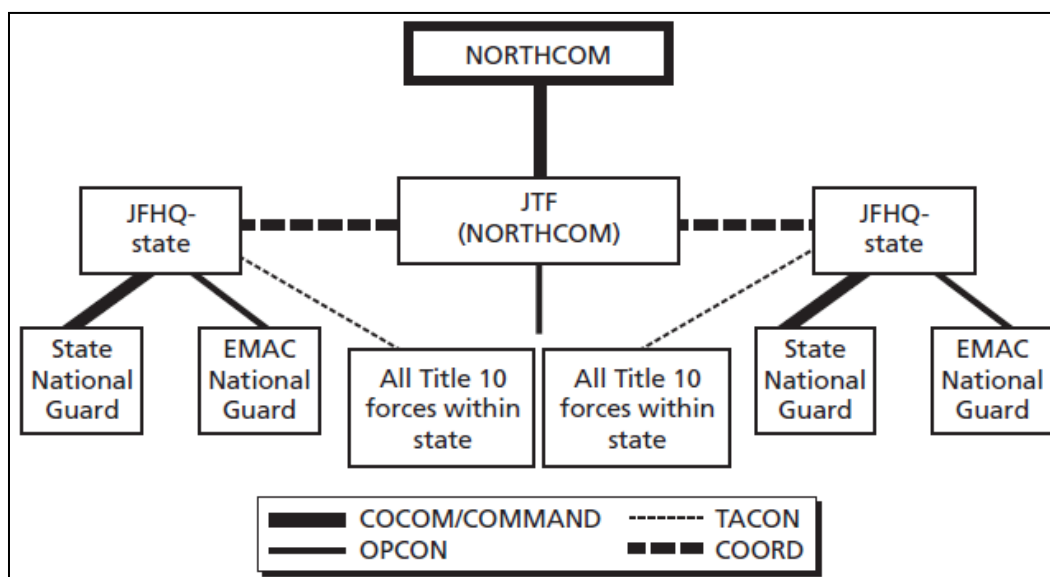 NORTHCOM
JFHQ-
state
JTF
(NORTHCOM)
JFHQ-
state
State
National
Guard
EMAC
National
Guard
All Title 10
forces within
state
All Title 10
forces within
state
State
National
Guard
EMAC
National
Guard
COCOM/COMMAND
TACON
OPCON
COORD